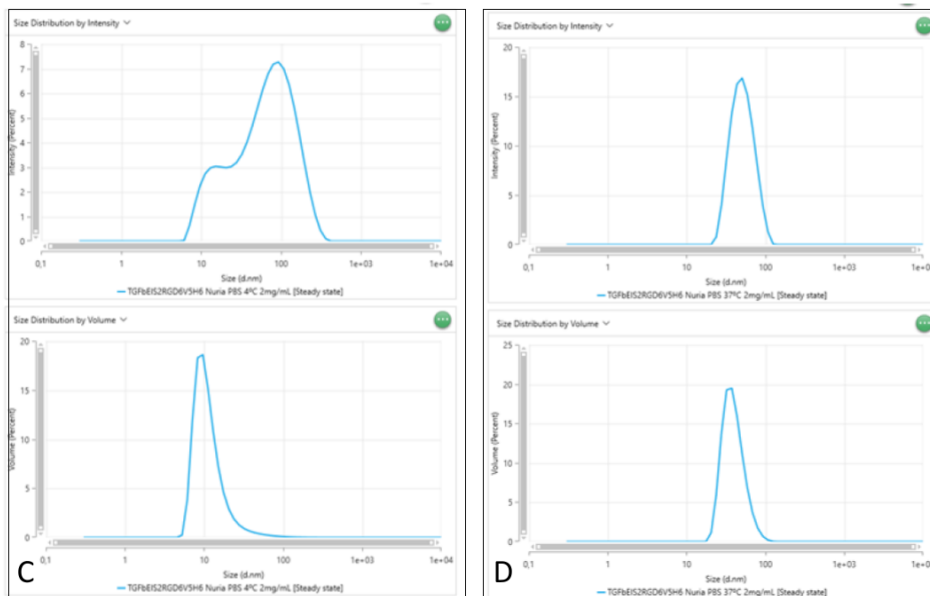 Size Distribution by Intensity
8
7
6
5
4
3
2
1
0
Intensity (Percent)
0,1
1
10
100
1e+03
1e+04
Size (d.nm)
TGFbEIS2RGD6V5H6 Nuria PBS 4ºC 2mg/mL [Steady state]
Size Distribution by Volume
20
15
10
5
0
Volume (Percent)
0,1
1
10
100
1e+03
1e+04
Size (d.nm)
TGFbEIS2RGD6V5H6 Nuria PBS 4ºC 2mg/mL [Steady state]
C
Size Distribution by Intensity
20
15
10
5
0
Intensity (Percent)
0,1
1
10
100
1e+03
1e+0
Size (d.nm)
TGFbEIS2RGD6V5H6 Nuria PBS 37ºC 2mg/mL [Steady state]
Size Distribution by Volume
25
20
15
10
5
0
Volume (Percent)
0,1
1
10
100
1e+03
1e+0
Size (d.nm)
TGFbEIS2RGD6V5H6 Nuria PBS 37ºC 2mg/mL [Steady state]
D